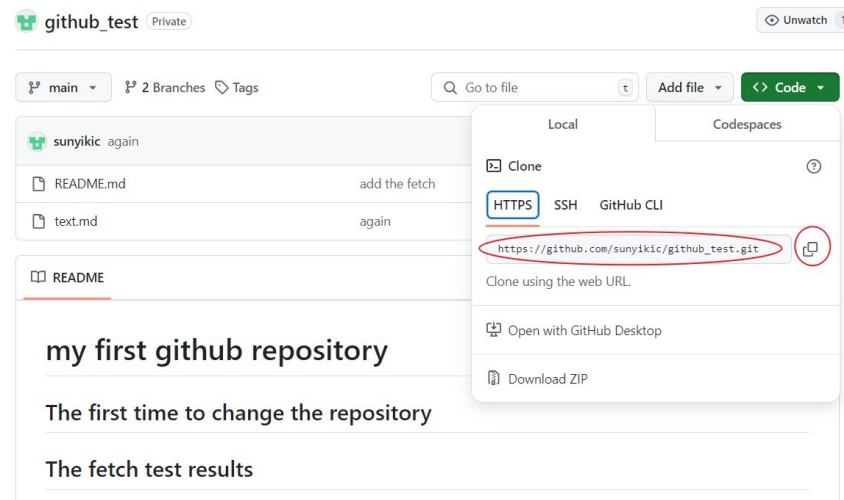 github_test Private
Unwatch 1
main 2 Branches Tags
Go to file t Add file Code
Local Codespaces
Clone
HTTPS SSH GitHub CLI
https://github.com/sunyikic/github_test.git
Clone using the web URL.
Open with GitHub Desktop
Download ZIP
sunyikic again
README.md add the fetch
text.md again
README
my first github repository
The first time to change the repository
The fetch test results